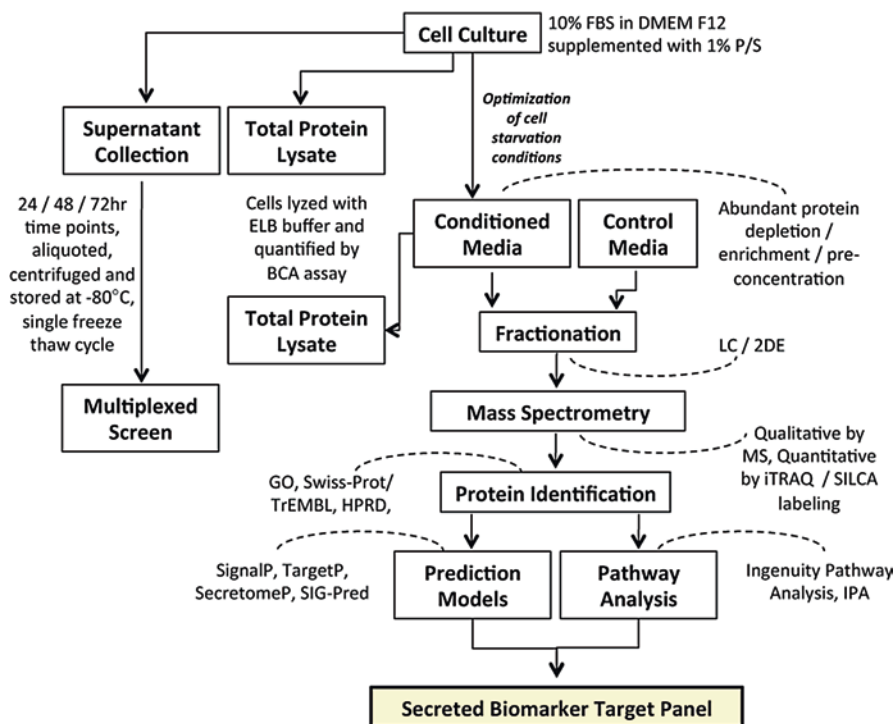 Cell Culture
10% FBS in DMEM F12
supplemented with 1% P/S
Supernatant
Collection
Total Protein
Lysate
Optimization
of cell
starvation
conditions
24 / 48 / 72hr
time points,
aliquoted,
centrifuged and
stored at -80°C,
single freeze
thaw cycle
Cells lyzed with
ELB buffer and
quantified by
BCA assay
Conditioned
Media
Control
Media
Abundant protein
depletion /
enrichment / pre-
concentration
Total Protein
Lysate
Fractionation
LC / 2DE
Multiplexed
Screen
Mass Spectrometry
Qualitative by
MS, Quantitative
by iTRAQ / SILCA
labeling
GO, Swiss-Prot/
TrEMBL, HPRD,
Protein Identification
SignalP, TargetP,
SecretomeP, SIG-Pred
Prediction
Models
Pathway
Analysis
Ingenuity Pathway
Analysis, IPA
Secreted Biomarker Target Panel